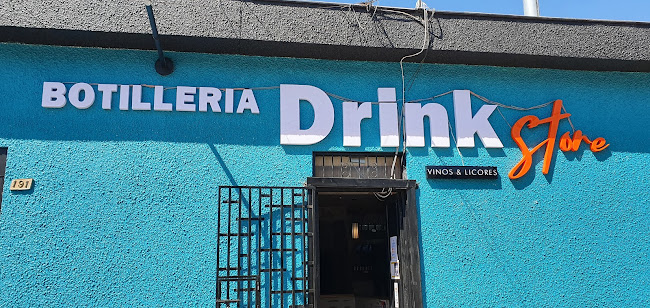 BOTILLERIA Drink Store
VINOS & LICORES
191